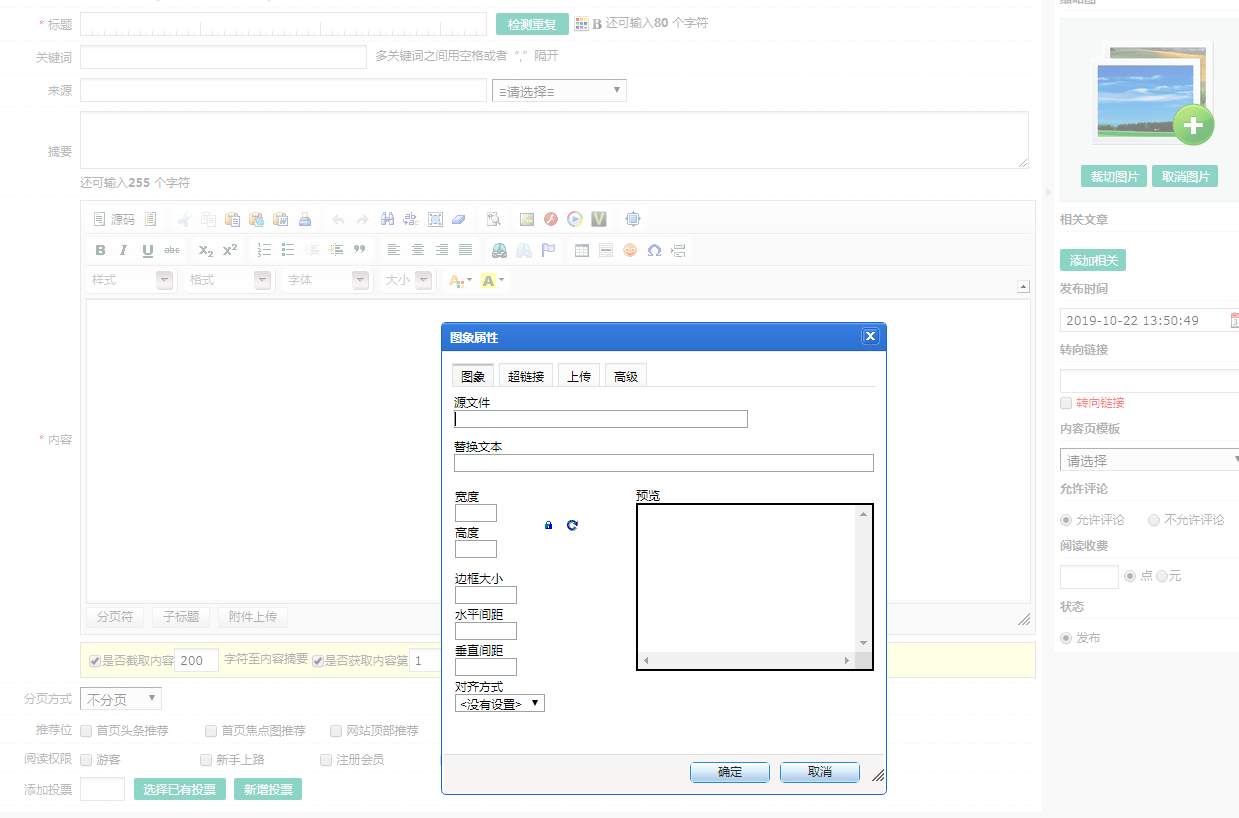 * 标题 检测重复 B 还可输入80 个字符
关键词 多关键词之间用空格或者 “,” 隔开
来源 ≡请选择≡
摘要
还可输入255 个字符
源码
B I U abc X2 X2
样式 格式 字体 大小 A A
* 内容
分页符 子标题 附件上传
是否截取内容 200 字符至内容摘要 是否获取内容第 1
分页方式 不分页
推荐位 首页头条推荐 首页焦点图推荐 网站顶部推荐
阅读权限 游客 新手上路 注册会员
添加投票 选择已有投票 新增投票
图象属性
图象 超链接 上传 高级
源文件
替换文本
宽度
高度
预览
边框大小
水平间距
垂直间距
对齐方式
<没有设置>
确定 取消
裁切图片 取消图片
相关文章
添加相关
发布时间
2019-10-22 13:50:49
转向链接
转向链接
内容页模板
请选择
允许评论
允许评论 不允许评论
阅读收费
点 元
状态
发布